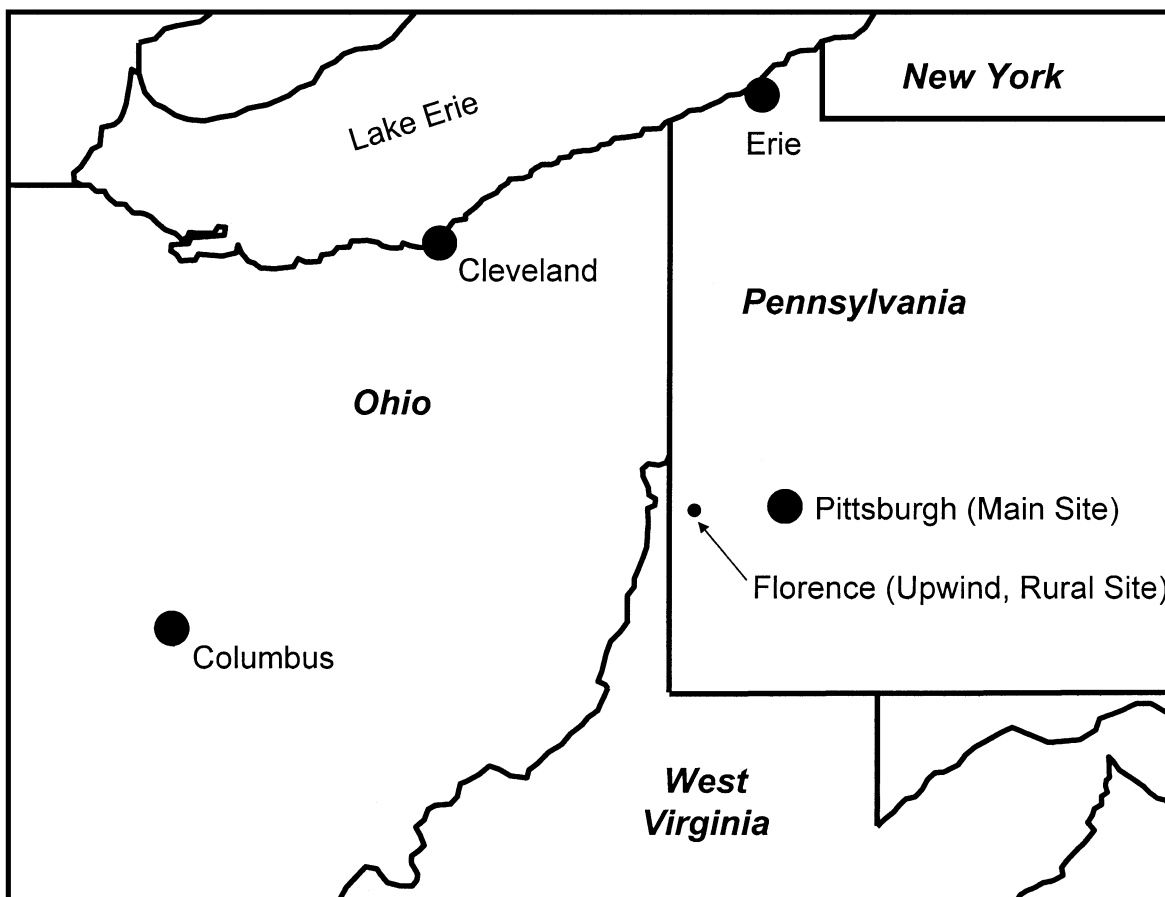 New York
Lake Erie
Erie
Cleveland
Pennsylvania
Ohio
Pittsburgh (Main Site)
Florence (Upwind, Rural Site)
Columbus
West
Virginia